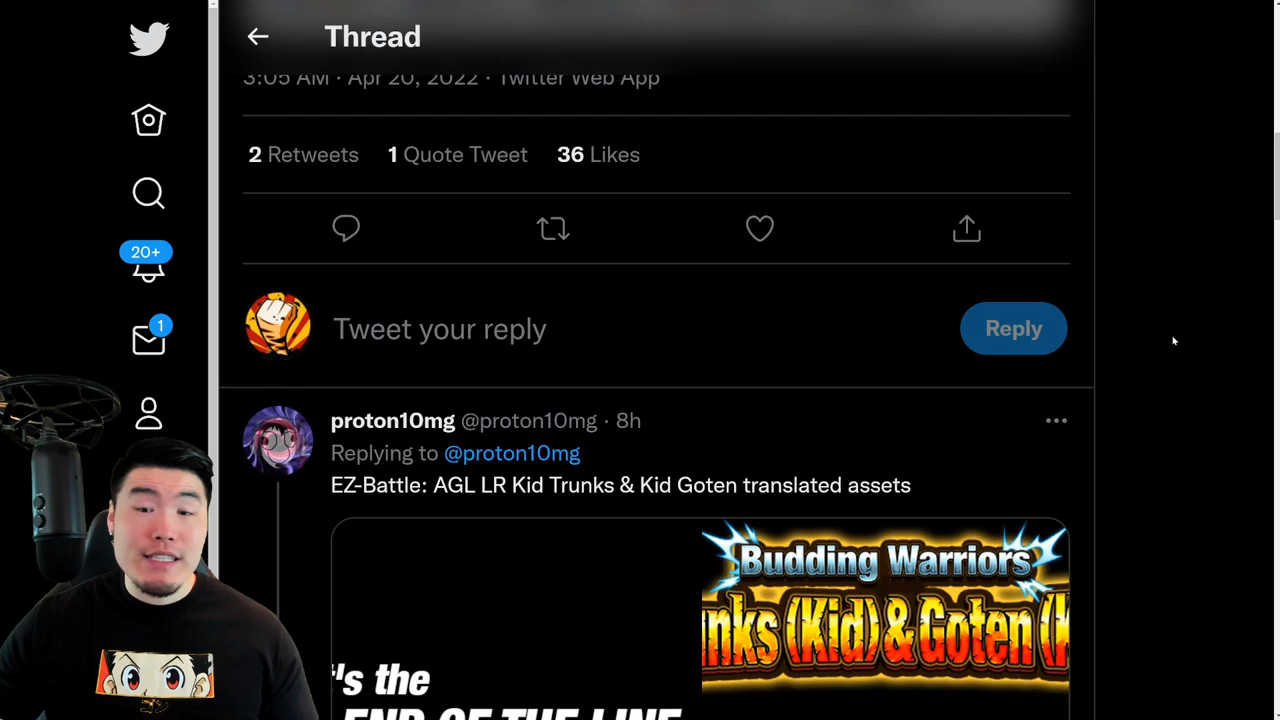 Thread
3:05 AM · Apr 20, 2022 · Twitter Web App
2 Retweets 1 Quote Tweet 36 Likes
20+
Tweet your reply
Reply
1
proton10mg @proton10mg · 8h
Replying to @proton10mg
EZ-Battle: AGL LR Kid Trunks & Kid Goten translated assets
Budding Warriors
unks (Kid) & Goten (K
's the
END OF THE LINE